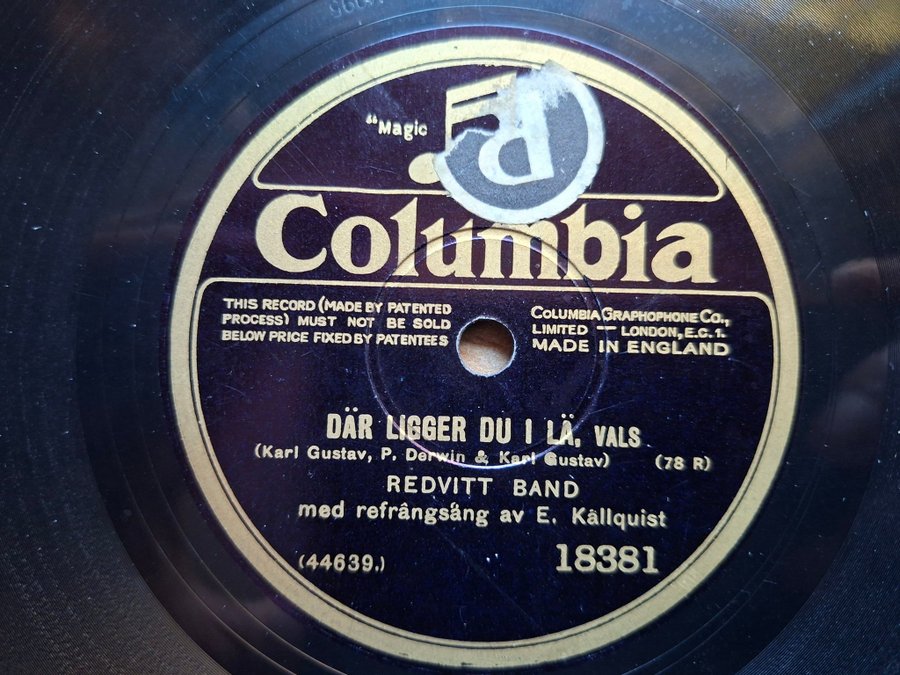 "Magic
R
Columbia
THIS RECORD (MADE BY PATENTED
PROCESS) MUST NOT BE SOLD
BELOW PRICE FIXED BY PATENTEES
COLUMBIA GRAPHOPHONE CO.,
LIMITED — LONDON, E.C.1.
MADE IN ENGLAND
DÄR LIGGER DU I LÄ, VALS
(Karl Gustav, P. Derwin & Karl Gustav) (78 R)
REDVITT BAND
med refrângsång av E. Källquist
(44639.) 18381